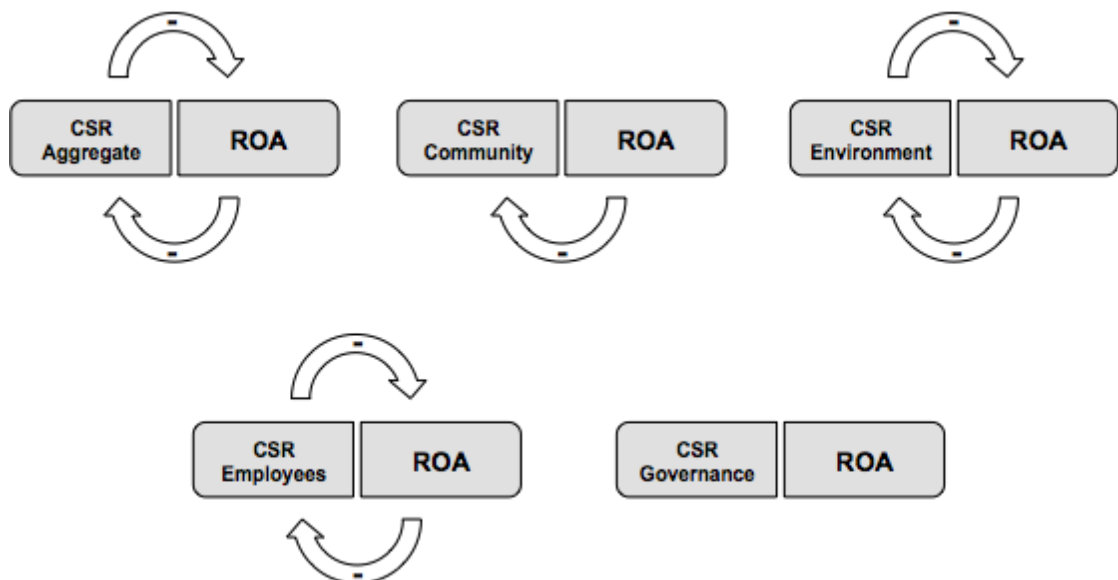 -
-
CSR
Aggregate
ROA
CSR
Community
ROA
CSR
Environment
ROA
-
-
-
-
CSR
Employees
ROA
CSR
Governance
ROA
-